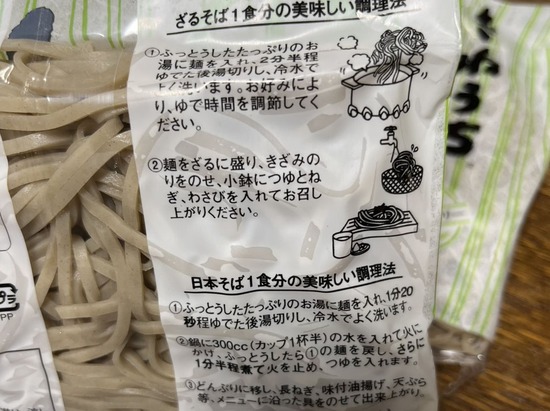 ざるそば1食分の美味しい調理法
①ふっとうしたたっぷりのお
湯に麺を入れ、2分半程
ゆでた後湯切りし、冷水で
よく洗います。お好みによ
り、ゆで時間を調節してく
ださい。
②麺をざるに盛り、きざみの
りをのせ、小鉢につゆとね
ぎ、わさびを入れてお召し
上がりください。
日本そば1食分の美味しい調理法
①ふっとうしたたっぷりのお湯に麺を入れ、1分20
秒程ゆでた後湯切りし、冷水でよく洗います。
②鍋に300cc(カップ1杯半)の水を入れて火に
かけ、ふっとうしたら①の麺を戻し、さらに
1分半程煮て火を止め、つゆを入れます。
③どんぶりに移し、長ねぎ、味付油揚げ、天ぷら
等、メニューに沿った具をのせて出来上がり。
プラ
PP